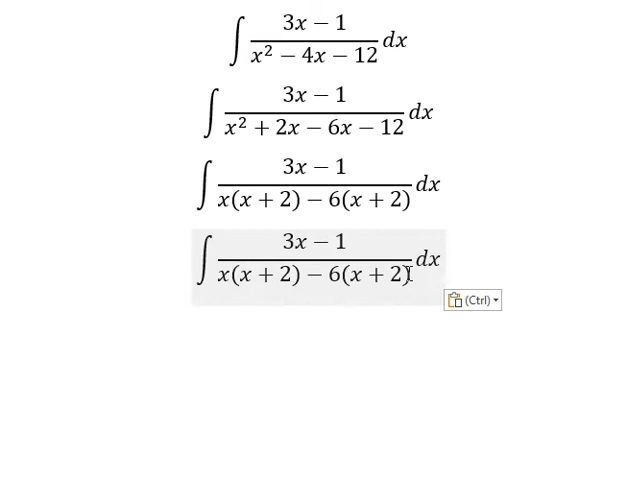 ∫ (3x − 1)/(x² − 4x − 12) dx
∫ (3x − 1)/(x² + 2x − 6x − 12) dx
∫ (3x − 1)/(x(x + 2) − 6(x + 2)) dx
∫ (3x − 1)/(x(x + 2) − 6(x + 2)) dx
(Ctrl)